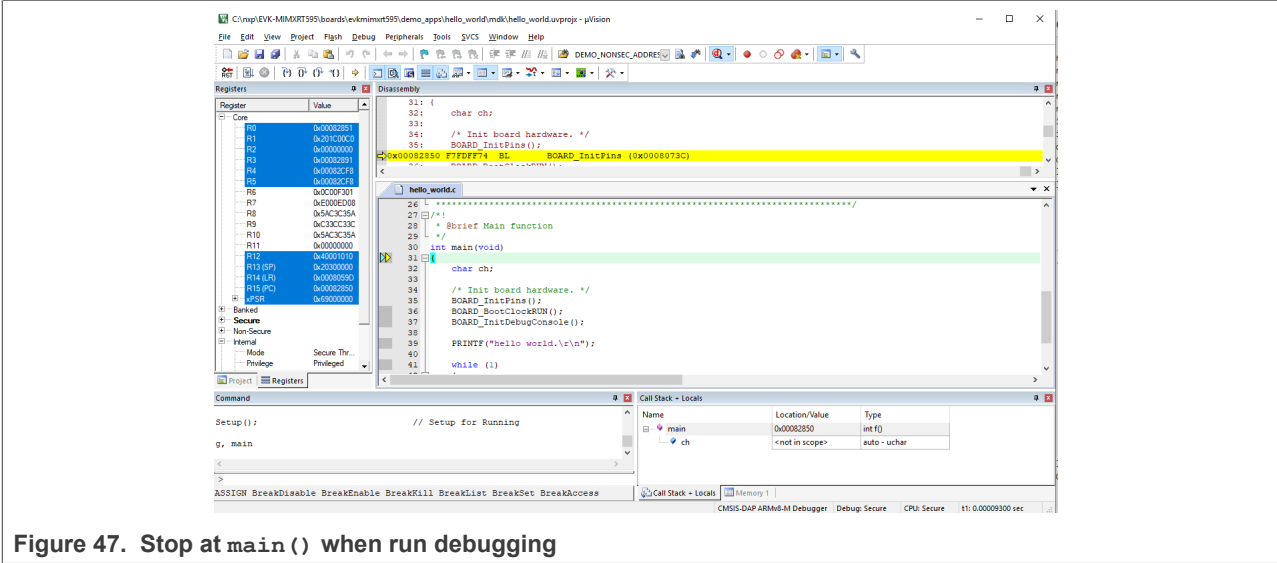 C:\nxp\EVK-MIMXRT595\boards\evkmimxrt595\demo_apps\hello_world\mdk\hello_world.uvprojx - µVision
File Edit View Project Flash Debug Peripherals Tools SVCS Window Help
DEMO_NONSEC_ADDRES
RST
Registers
Register Value
Core
R0 0x00082851
R1 0x201C00C0
R2 0x00000000
R3 0x00082891
R4 0x00082CF8
R5 0x00082CF8
R6 0x0C00F301
R7 0xE000ED08
R8 0x5AC3C35A
R9 0xC33CC33C
R10 0x5AC3C35A
R11 0x00000000
R12 0x40001010
R13 (SP) 0x20300000
R14 (LR) 0x0008059D
R15 (PC) 0x00082850
xPSR 0x69000000
Banked
Secure
Non-Secure
Internal
Mode Secure Thr...
Privilege Privileged
Project Registers
Disassembly
31: {
32: char ch;
33:
34: /* Init board hardware. */
35: BOARD_InitPins();
0x00082850 F7FDFF74 BL BOARD_InitPins (0x0008073C)
36: BOARD_BootClockRUN();
hello_world.c
26 ******************************************************************************/
27 /*!
28 * @brief Main function
29 */
30 int main(void)
31 {
32 char ch;
33
34 /* Init board hardware. */
35 BOARD_InitPins();
36 BOARD_BootClockRUN();
37 BOARD_InitDebugConsole();
38
39 PRINTF("hello world.\r\n");
40
41 while (1)
Command
Setup(); // Setup for Running
g, main
>
ASSIGN BreakDisable BreakEnable BreakKill BreakList BreakSet BreakAccess
Call Stack + Locals
Name Location/Value Type
main 0x00082850 int f()
ch <not in scope> auto - uchar
Call Stack + Locals Memory 1
CMSIS-DAP ARMv8-M Debugger Debug: Secure CPU: Secure t1: 0.00009300 sec
Figure 47. Stop at main() when run debugging